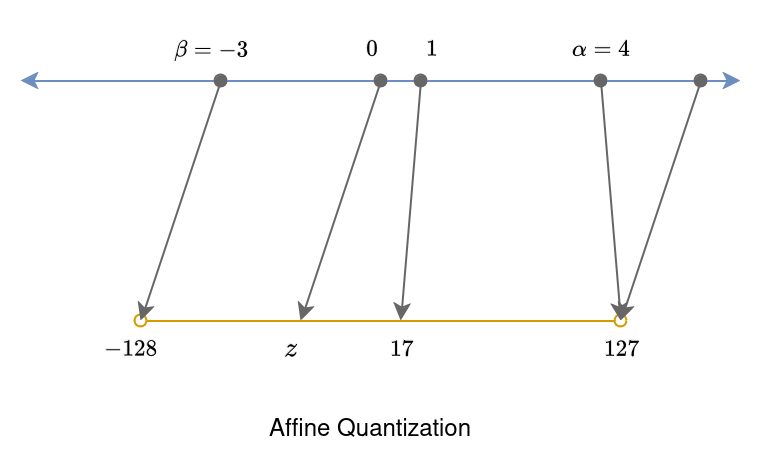 β = −3 0 1 α = 4
−128 z 17 127
Affine Quantization